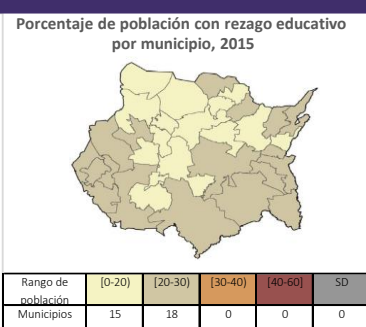 Porcentaje de población con rezago educativo
por municipio, 2015
Rango de
población
[0-20)
[20-30)
[30-40)
[40-60]
SD
Municipios
15
18
0
0
0